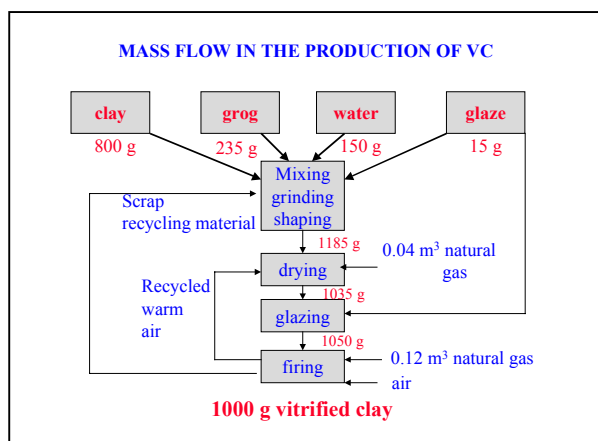 MASS FLOW IN THE PRODUCTION OF VC
clay
grog
water
glaze
800 g
235 g
150 g
15 g
Mixing
grinding
shaping
Scrap
recycling material
1185 g
0.04 m³ natural
gas
drying
Recycled
warm
air
1035 g
glazing
1050 g
firing
0.12 m³ natural gas
air
1000 g vitrified clay